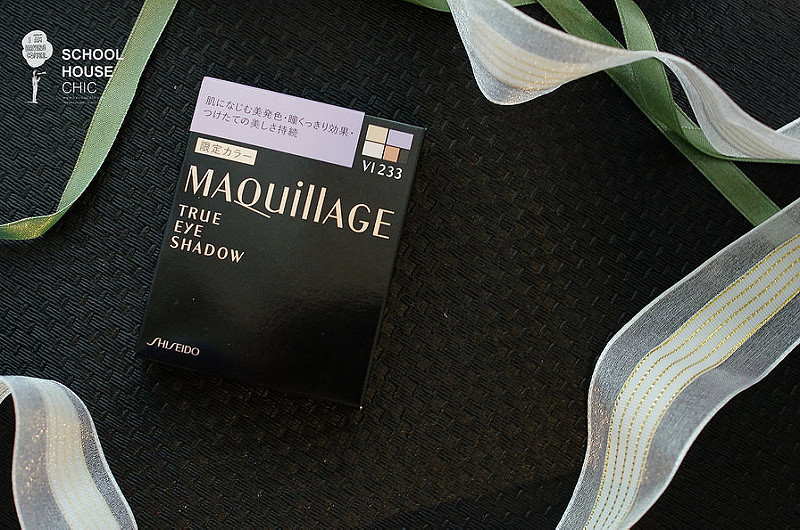 SCHOOL
HOUSE
CHIC
肌になじむ美発色・瞳くっきり効果・
つけたての美しさ持続
限定カラー
VI 233
MAQuillAGE
TRUE
EYE
SHADOW
SHISEIDO